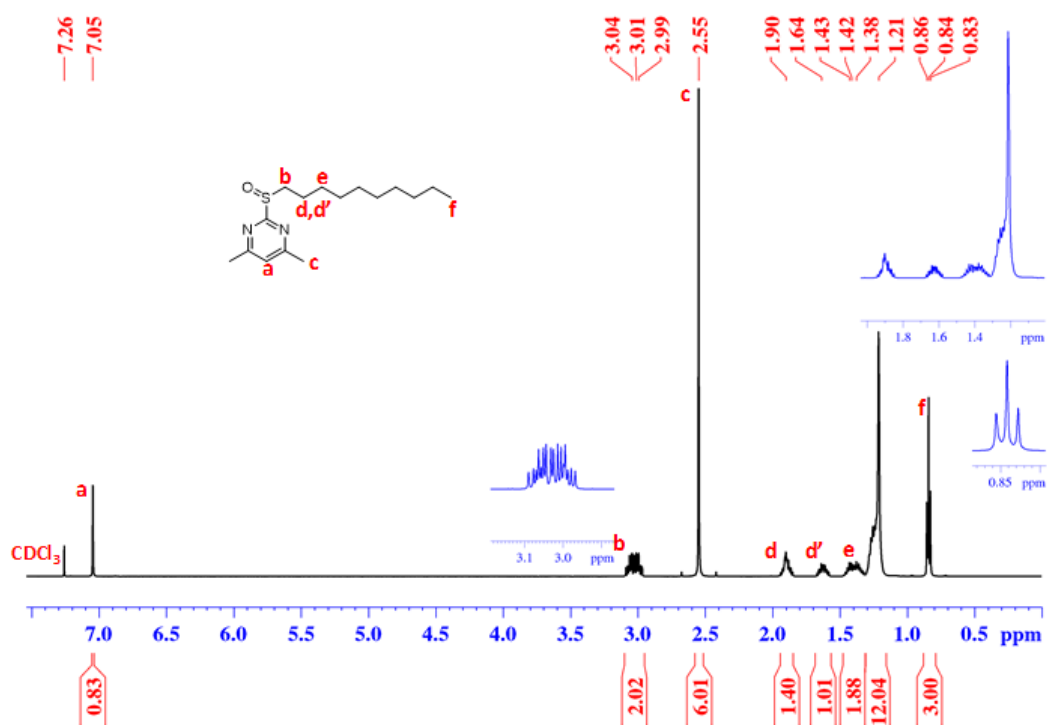 7.26
7.05
3.04
3.01
2.99
2.55
1.90
1.64
1.43
1.42
1.38
1.21
0.86
0.84
0.83
c
b
e
O
S
d,d’
f
N
N
a
c
1.8 1.6 1.4 ppm
f
0.85 ppm
a
3.1 3.0 ppm
CDCl3
b
d
d’
e
7.0 6.5 6.0 5.5 5.0 4.5 4.0 3.5 3.0 2.5 2.0 1.5 1.0 0.5 ppm
0.83
2.02
6.01
1.40
1.01
1.88
12.04
3.00